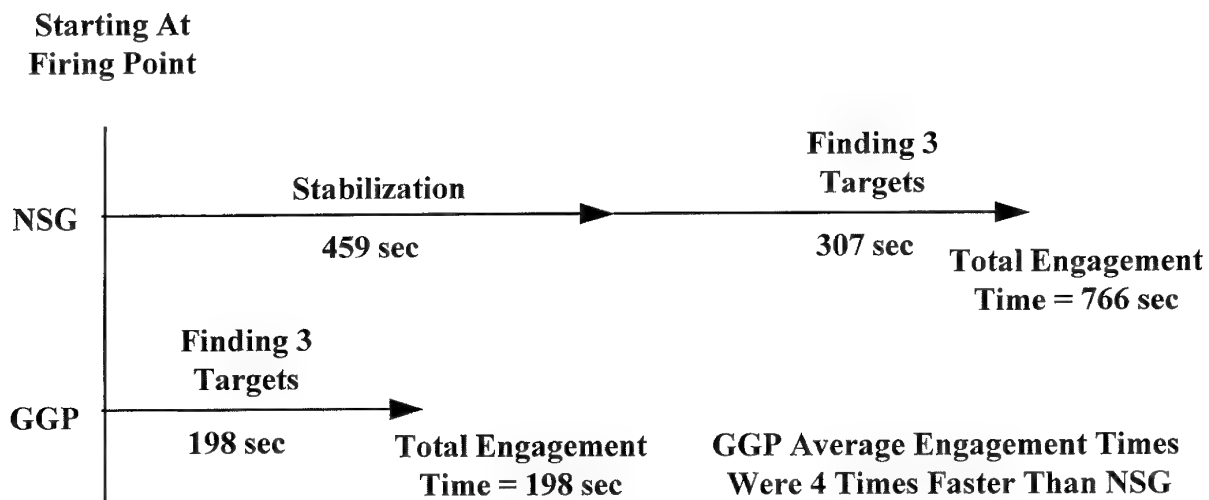 Starting At
Firing Point
Finding 3
Targets
Stabilization
NSG
459 sec
307 sec
Total Engagement
Time = 766 sec
Finding 3
Targets
GGP
198 sec
Total Engagement
Time = 198 sec
GGP Average Engagement Times
Were 4 Times Faster Than NSG